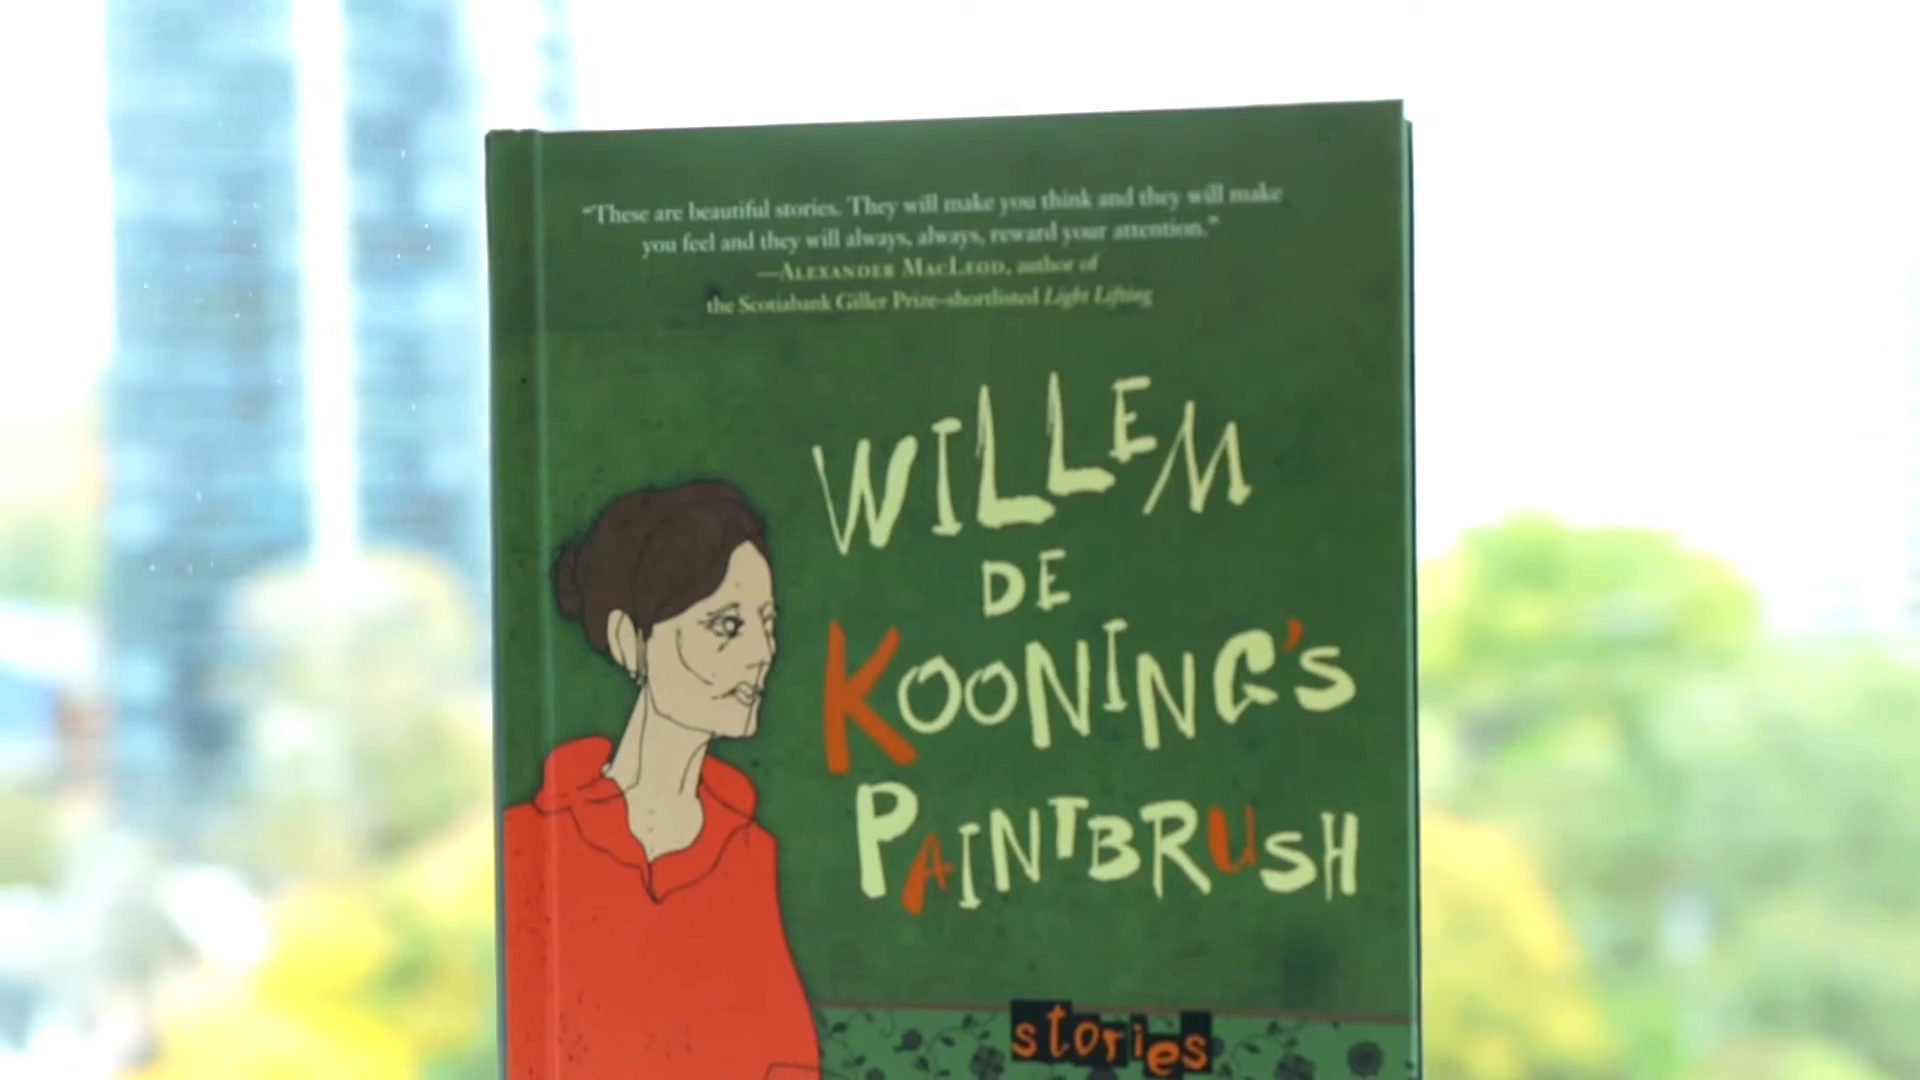 “These are beautiful stories. They will make you think and they will make
you feel and they will always, always, reward your attention.”
—ALEXANDER MACLEOD, author of
the Scotiabank Giller Prize–shortlisted Light Lifting
WILLEM
DE
KOONING’S
PAINTBRUSH
stories